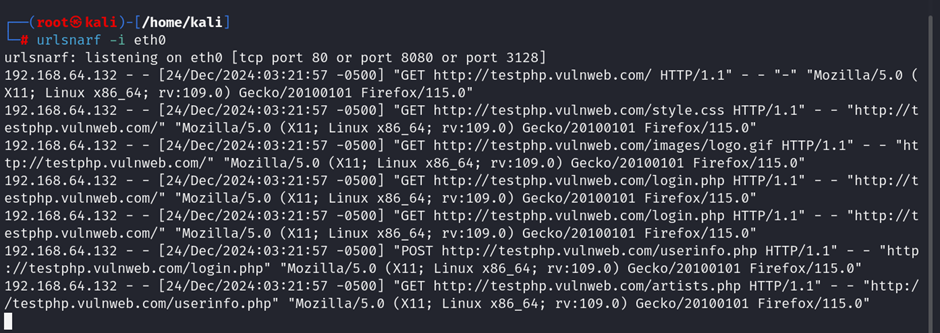 ┌──(root㉿kali)-[/home/kali]
└─# urlsnarf -i eth0
urlsnarf: listening on eth0 [tcp port 80 or port 8080 or port 3128]
192.168.64.132 - - [24/Dec/2024:03:21:57 -0500] "GET http://testphp.vulnweb.com/ HTTP/1.1" - - "-" "Mozilla/5.0 (
X11; Linux x86_64; rv:109.0) Gecko/20100101 Firefox/115.0"
192.168.64.132 - - [24/Dec/2024:03:21:57 -0500] "GET http://testphp.vulnweb.com/style.css HTTP/1.1" - - "http://t
estphp.vulnweb.com/" "Mozilla/5.0 (X11; Linux x86_64; rv:109.0) Gecko/20100101 Firefox/115.0"
192.168.64.132 - - [24/Dec/2024:03:21:57 -0500] "GET http://testphp.vulnweb.com/images/logo.gif HTTP/1.1" - - "ht
tp://testphp.vulnweb.com/" "Mozilla/5.0 (X11; Linux x86_64; rv:109.0) Gecko/20100101 Firefox/115.0"
192.168.64.132 - - [24/Dec/2024:03:21:57 -0500] "GET http://testphp.vulnweb.com/login.php HTTP/1.1" - - "http://t
estphp.vulnweb.com/" "Mozilla/5.0 (X11; Linux x86_64; rv:109.0) Gecko/20100101 Firefox/115.0"
192.168.64.132 - - [24/Dec/2024:03:21:57 -0500] "GET http://testphp.vulnweb.com/login.php HTTP/1.1" - - "http://t
estphp.vulnweb.com/" "Mozilla/5.0 (X11; Linux x86_64; rv:109.0) Gecko/20100101 Firefox/115.0"
192.168.64.132 - - [24/Dec/2024:03:21:57 -0500] "POST http://testphp.vulnweb.com/userinfo.php HTTP/1.1" - - "http
://testphp.vulnweb.com/login.php" "Mozilla/5.0 (X11; Linux x86_64; rv:109.0) Gecko/20100101 Firefox/115.0"
192.168.64.132 - - [24/Dec/2024:03:21:57 -0500] "GET http://testphp.vulnweb.com/artists.php HTTP/1.1" - - "http:/
/testphp.vulnweb.com/userinfo.php" "Mozilla/5.0 (X11; Linux x86_64; rv:109.0) Gecko/20100101 Firefox/115.0"